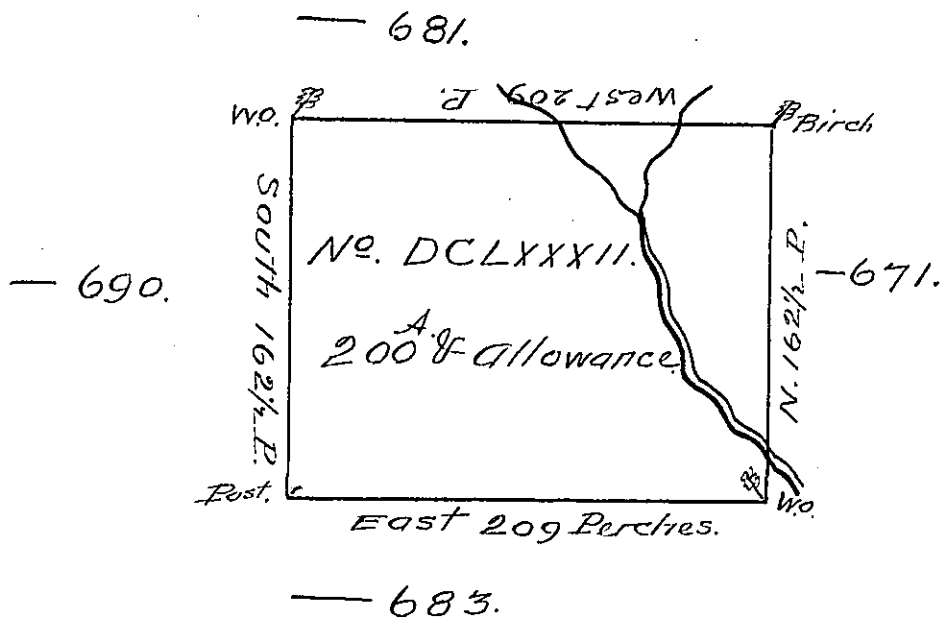 — 681.
West 209 P.
W.O.
Birch
South 162½ P.
No. DCLXXXII.
N. 162½ P.
— 690.
— 671.
200 A. & allowance.
Post.
W.O.
East 209 Perches.
— 683.